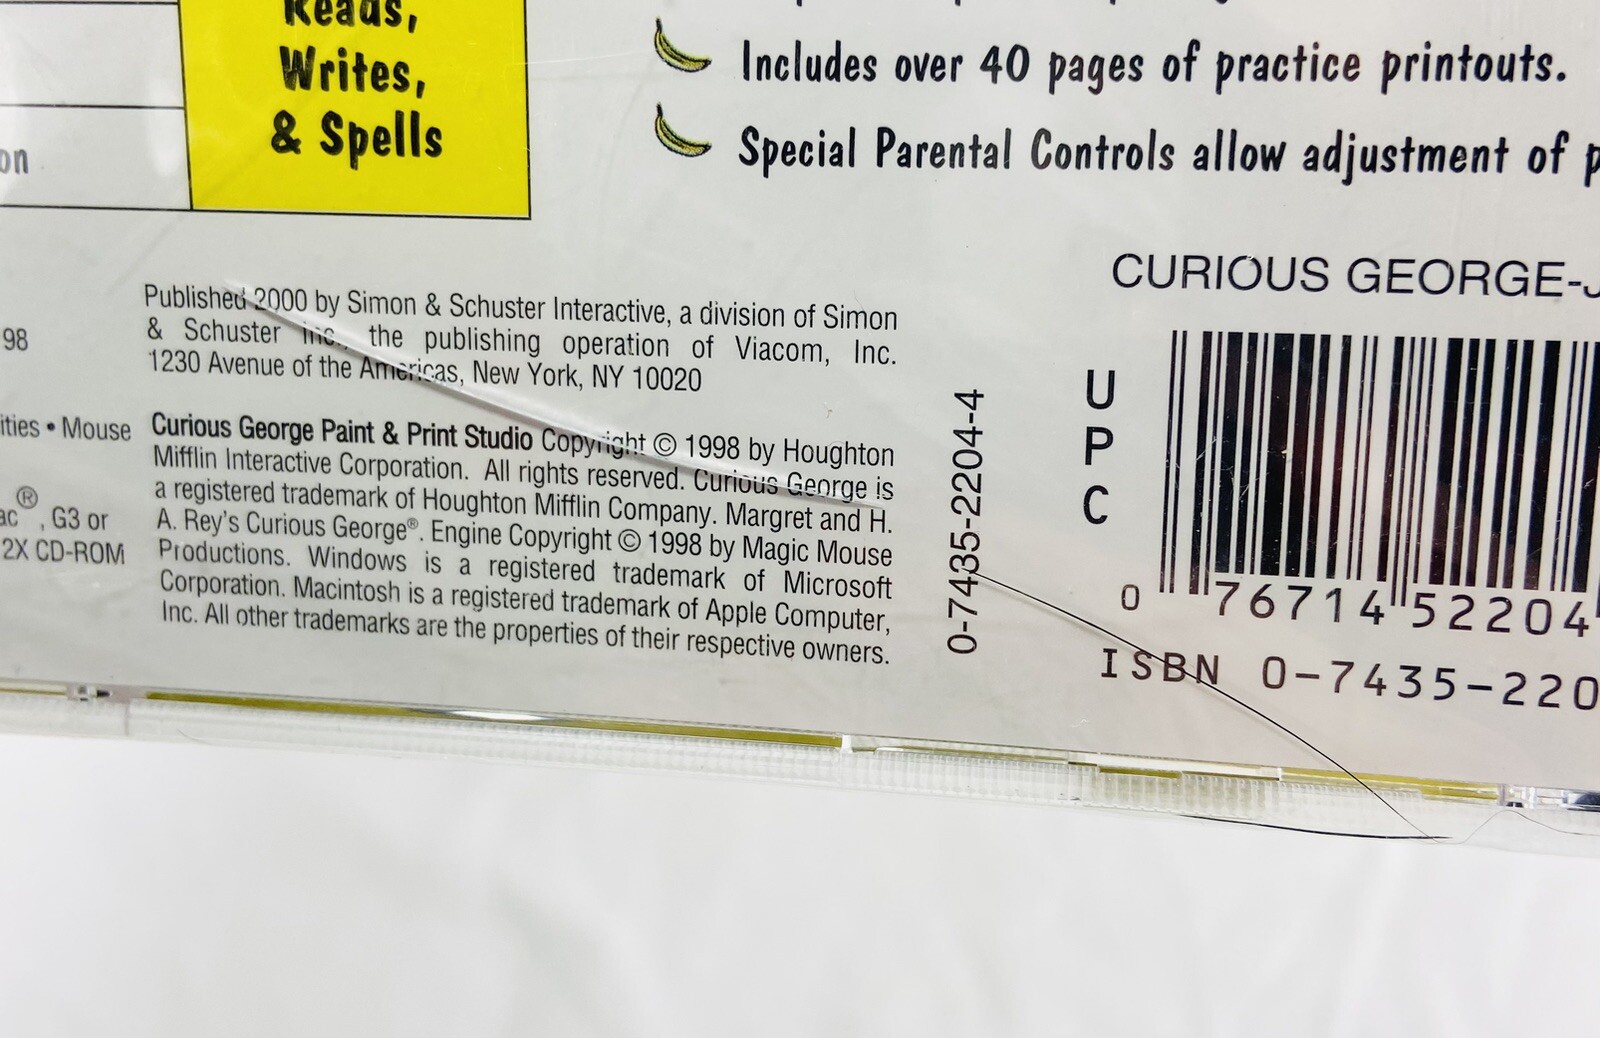 Reads,
Writes,
& Spells
on
98
ities • Mouse
ac®, G3 or
2X CD-ROM
Includes over 40 pages of practice printouts.
Special Parental Controls allow adjustment of p
Published 2000 by Simon & Schuster Interactive, a division of Simon
& Schuster Inc., the publishing operation of Viacom, Inc.
1230 Avenue of the Americas, New York, NY 10020
Curious George Paint & Print Studio Copyright © 1998 by Houghton
Mifflin Interactive Corporation. All rights reserved. Curious George is
a registered trademark of Houghton Mifflin Company. Margret and H.
A. Rey's Curious George®. Engine Copyright © 1998 by Magic Mouse
Productions. Windows is a registered trademark of Microsoft
Corporation. Macintosh is a registered trademark of Apple Computer,
Inc. All other trademarks are the properties of their respective owners.
0-7435-2204-4
CURIOUS GEORGE-J
UPC
0 76714 52204
ISBN 0-7435-220